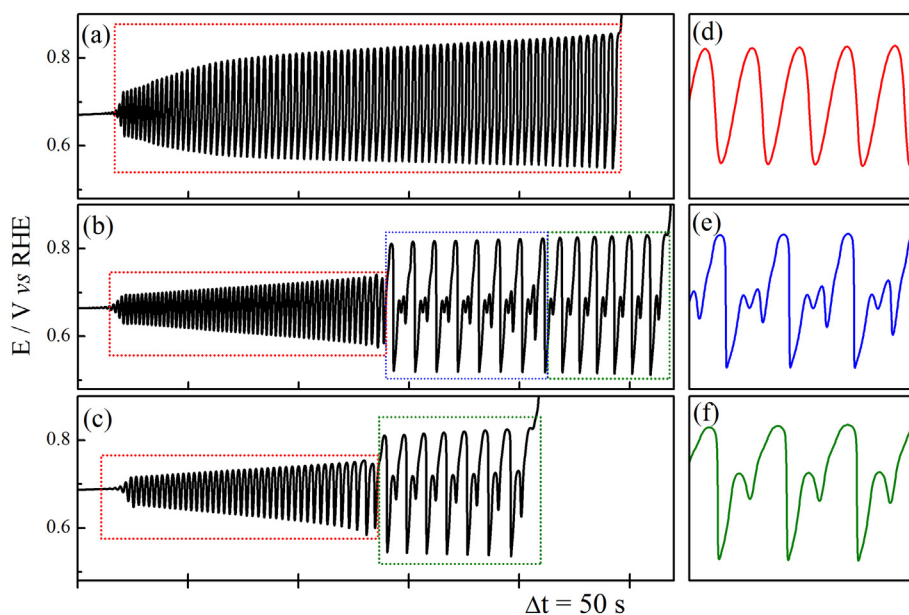 (a)
0.8
0.6
(b)
0.8
0.6
(c)
0.8
0.6
E / V vs RHE
Δt = 50 s
(d)
(e)
(f)